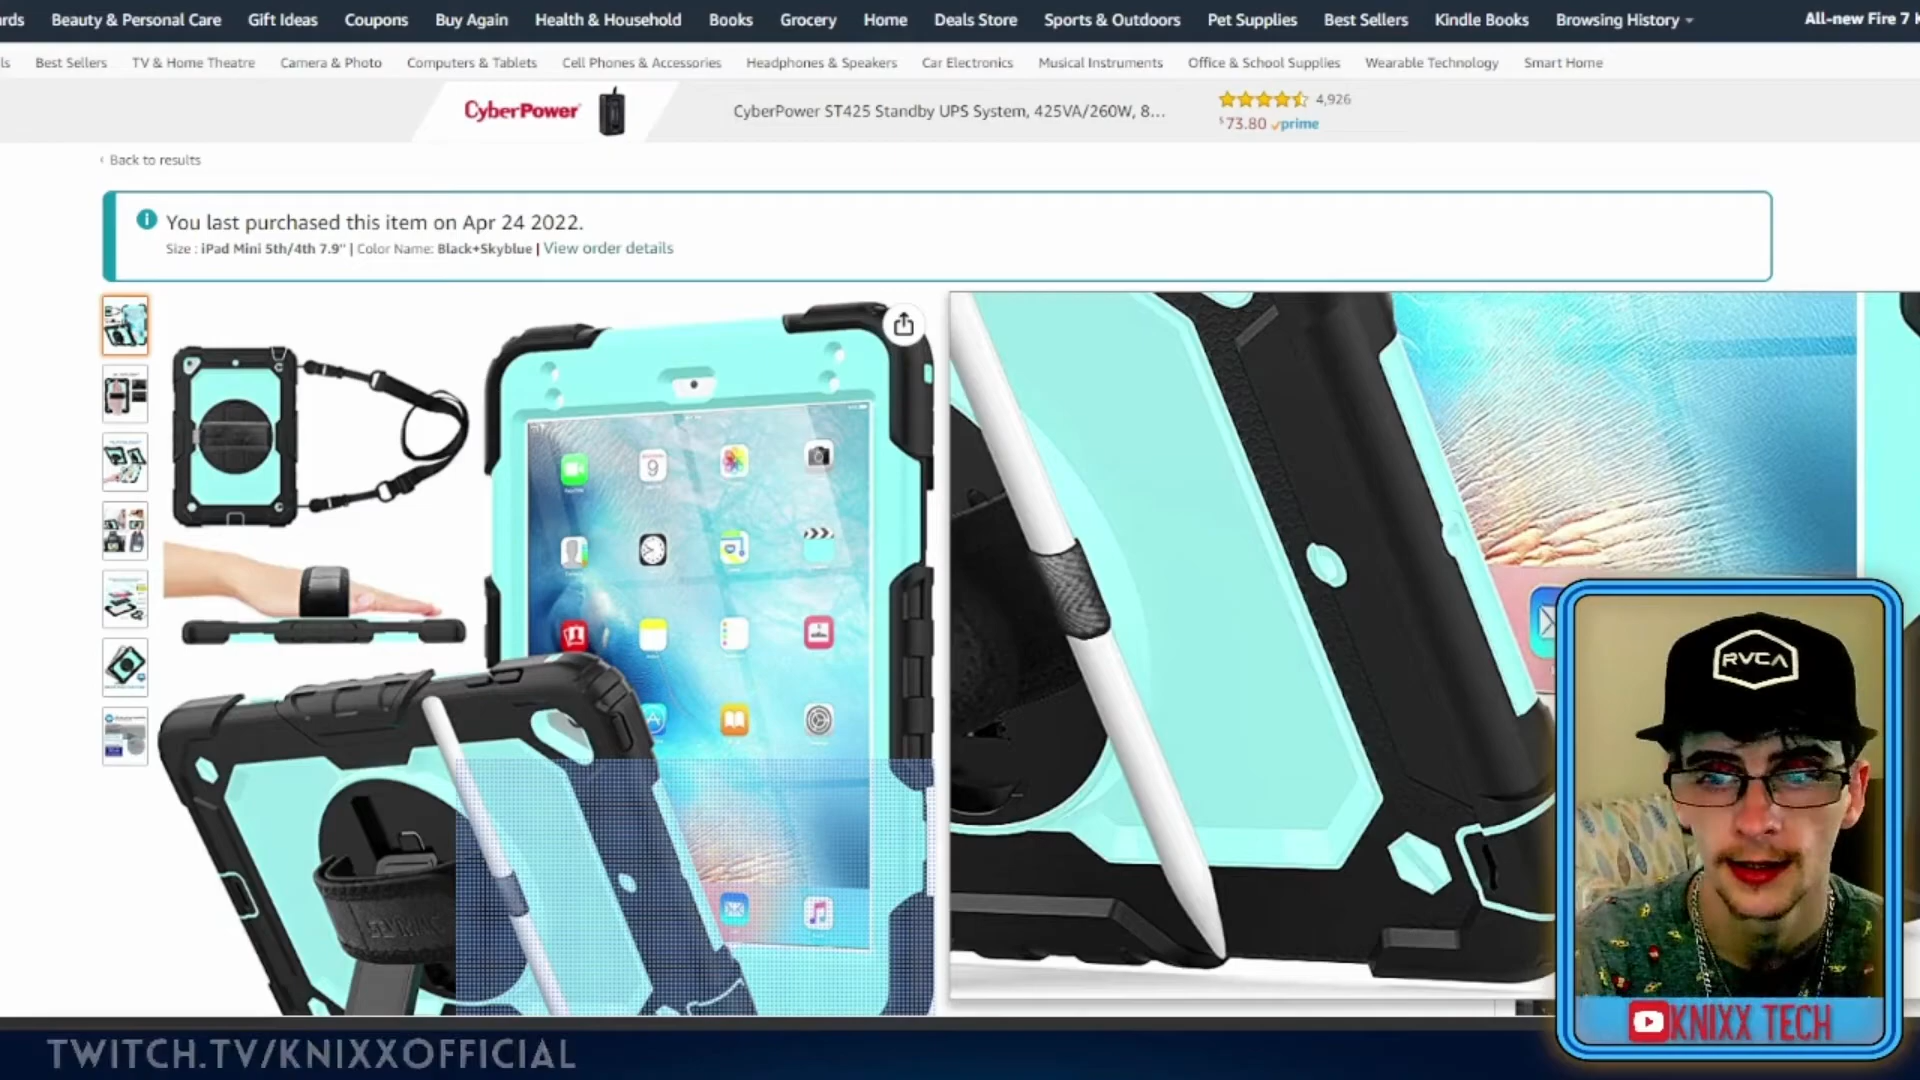 rds Beauty & Personal Care Gift Ideas Coupons Buy Again Health & Household Books Grocery Home Deals Store Sports & Outdoors Pet Supplies Best Sellers Kindle Books Browsing History All-new Fire 7 K
ls Best Sellers TV & Home Theatre Camera & Photo Computers & Tablets Cell Phones & Accessories Headphones & Speakers Car Electronics Musical Instruments Office & School Supplies Wearable Technology Smart Home
CyberPower CyberPower ST425 Standby UPS System, 425VA/260W, 8... 4,926
$73.80 prime
‹ Back to results
You last purchased this item on Apr 24 2022.
Size : iPad Mini 5th/4th 7.9" | Color Name: Black+Skyblue | View order details
9
RVCA
KNIXX TECH
TWITCH.TV/KNIXXOFFICIAL